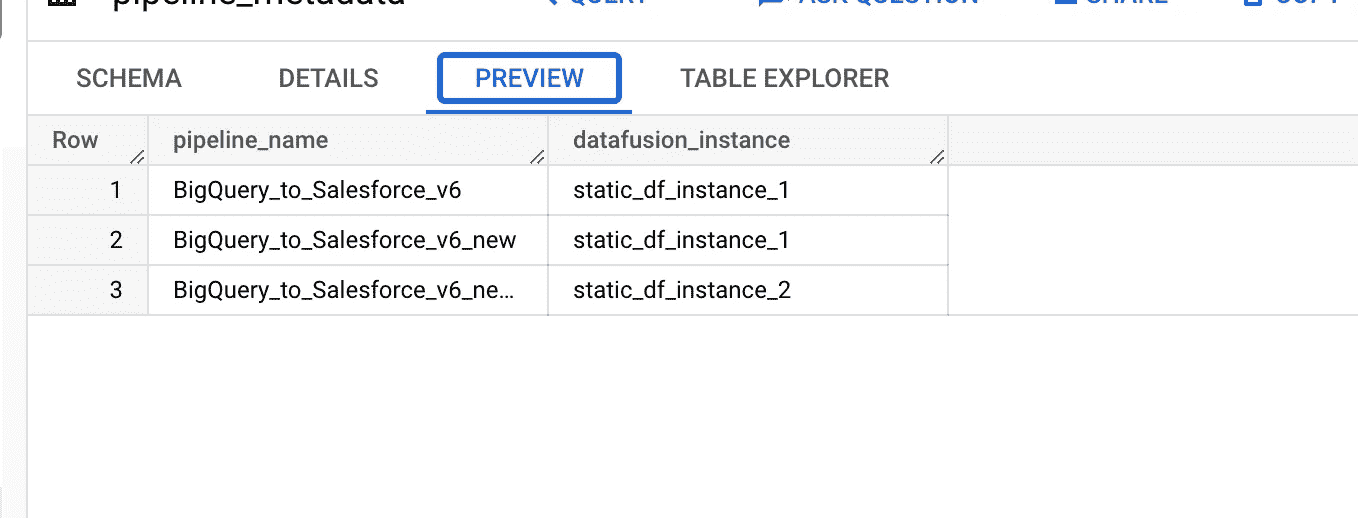 pipeline_metadata QUERY ASK QUESTION SHARE COPY
SCHEMA DETAILS PREVIEW TABLE EXPLORER
Row pipeline_name datafusion_instance
1 BigQuery_to_Salesforce_v6 static_df_instance_1
2 BigQuery_to_Salesforce_v6_new static_df_instance_1
3 BigQuery_to_Salesforce_v6_ne... static_df_instance_2